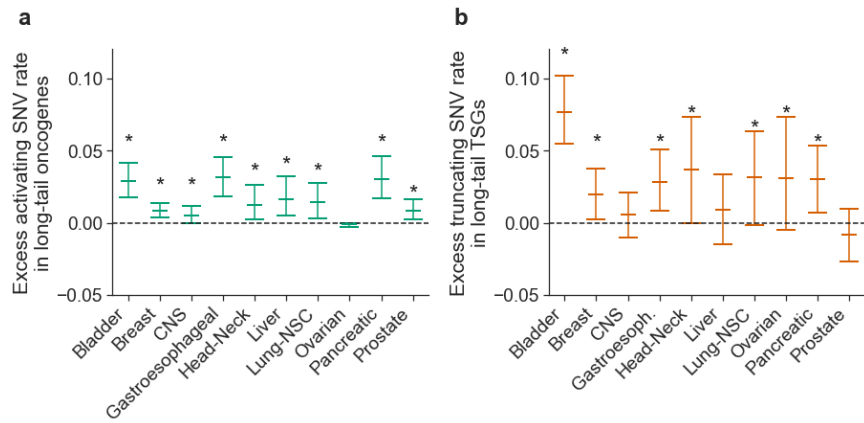 a
Excess activating SNV rate
in long-tail oncogenes
0.10
0.05
0.00
−0.05
* * * * * * * * *
Bladder
Breast
CNS
Gastroesophageal
Head-Neck
Liver
Lung-NSC
Ovarian
Pancreatic
Prostate
b
Excess truncating SNV rate
in long-tail TSGs
0.10
0.05
0.00
−0.05
* * * * * * *
Bladder
Breast
CNS
Gastroesoph.
Head-Neck
Liver
Lung-NSC
Ovarian
Pancreatic
Prostate